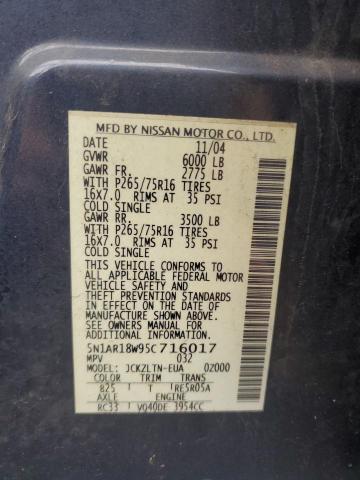 MFD BY NISSAN MOTOR CO., LTD.
DATE 11/04
GVWR 6000 LB
GAWR FR. 2775 LB
WITH P265/75R16 TIRES
16X7.0 RIMS AT 35 PSI
COLD SINGLE
GAWR RR. 3500 LB
WITH P265/75R16 TIRES
16X7.0 RIMS AT 35 PSI
COLD SINGLE
THIS VEHICLE CONFORMS TO
ALL APPLICABLE FEDERAL MOTOR
VEHICLE SAFETY AND
THEFT PREVENTION STANDARDS
IN EFFECT ON THE DATE OF
MANUFACTURE SHOWN ABOVE.
SEE OWNERS MANUAL.
5N1AR18W95C716017
MPV 032
MODEL: JCKZLTN-EUA 02000
COLOR TRIM TRANS
825 T RE5R05A
AXLE ENGINE
RC33 VQ40DE 3954CC